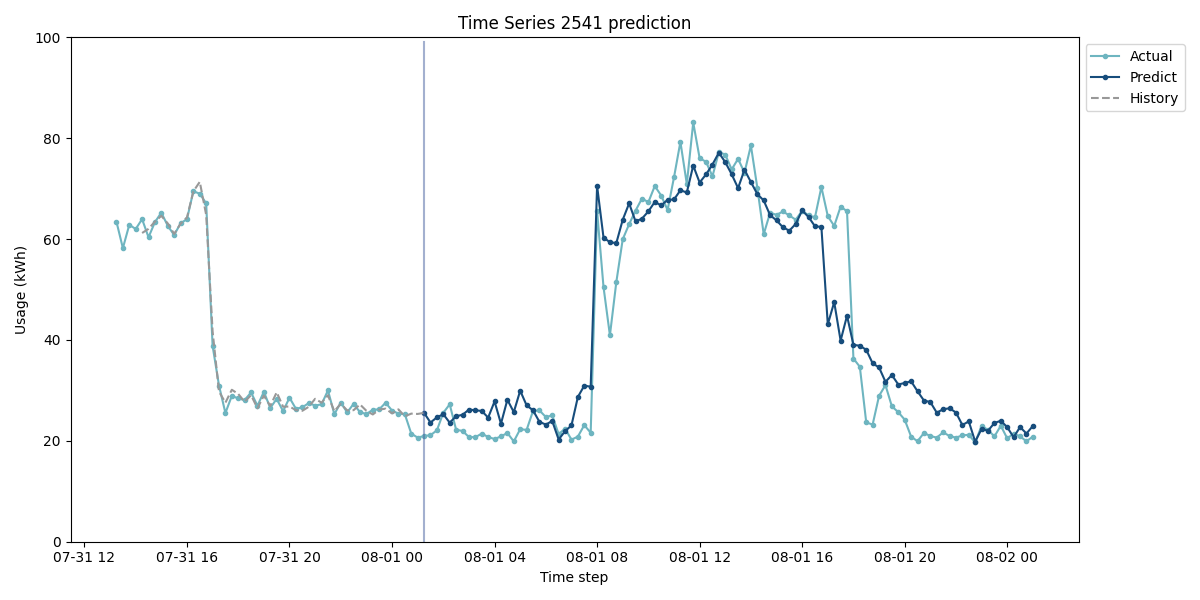 Time Series 2541 prediction
Usage (kWh)
100
80
60
40
20
0
07-31 12
07-31 16
07-31 20
08-01 00
08-01 04
08-01 08
08-01 12
08-01 16
08-01 20
08-02 00
Time step
Actual
Predict
History